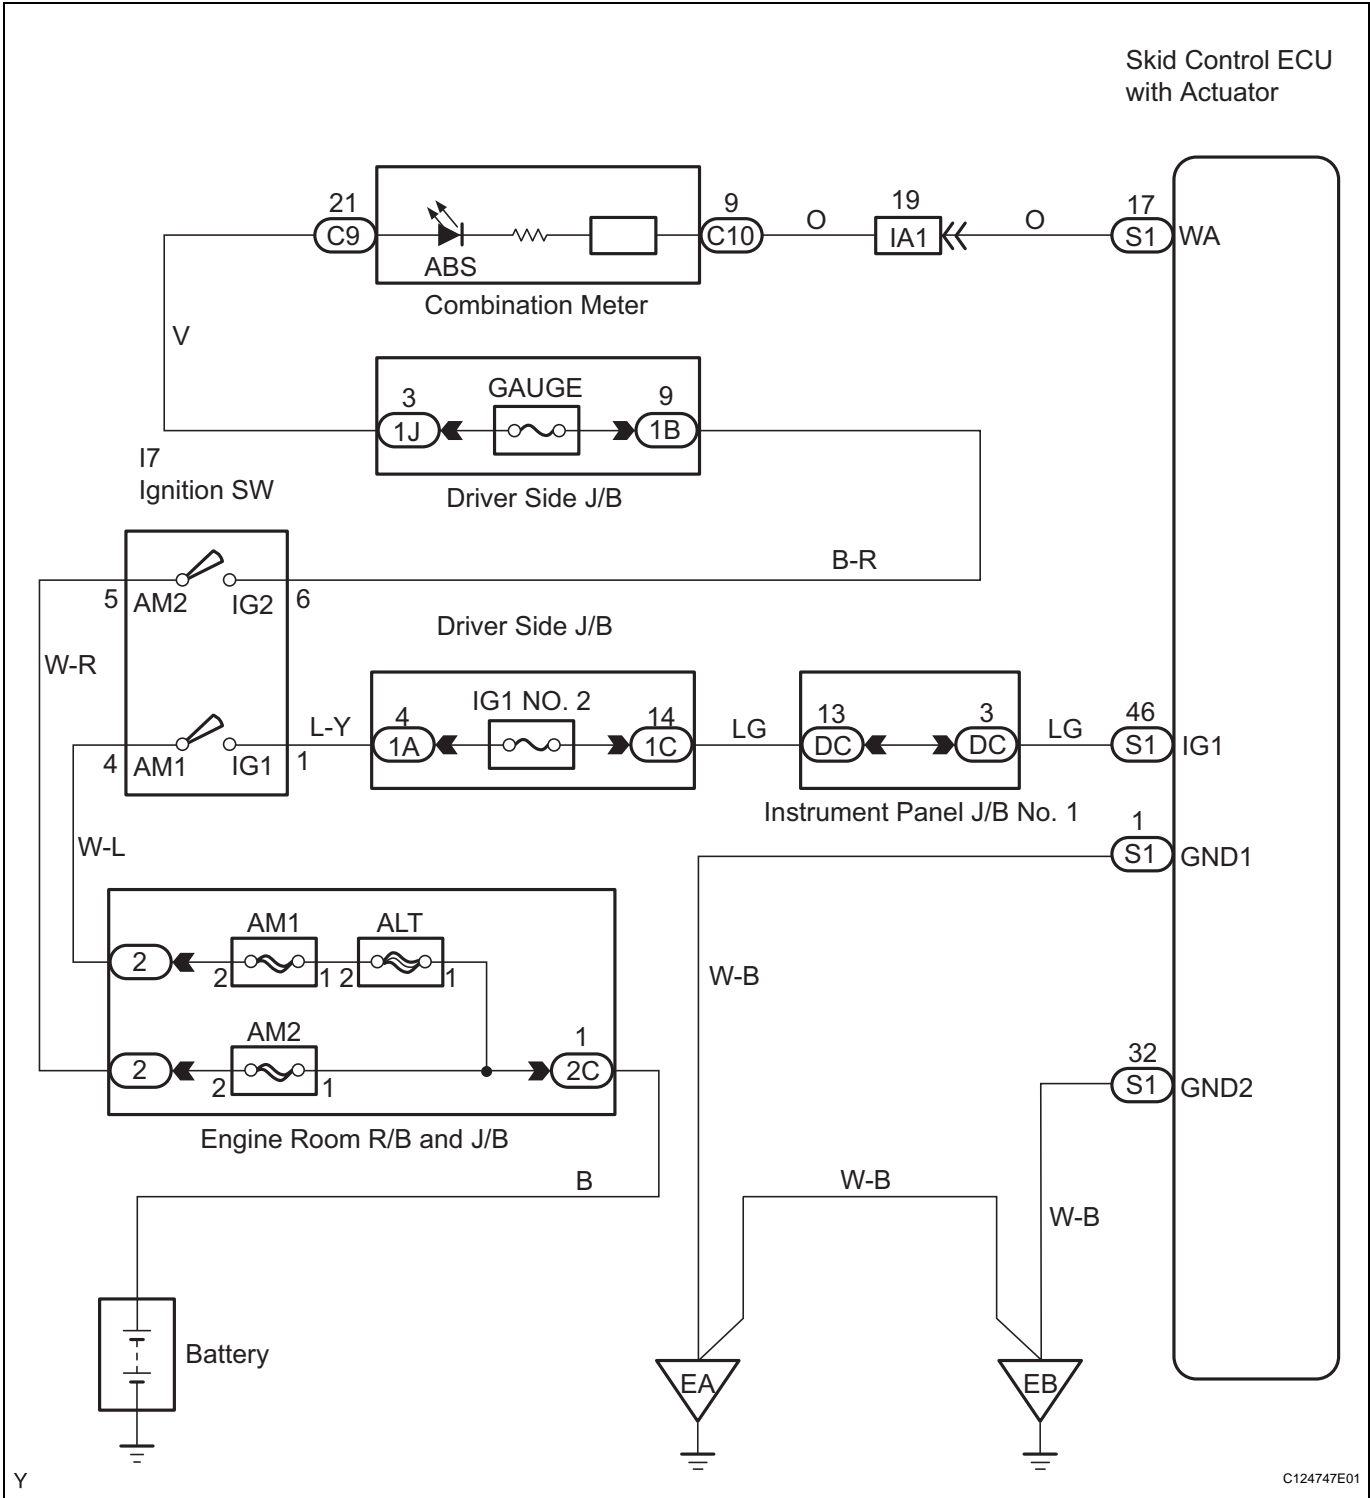 Skid Control ECU
with Actuator
21
C9
ABS
Combination Meter
9
C10
O
19
IA1
O
17
S1
WA
V
3
1J
GAUGE
9
1B
Driver Side J/B
I7
Ignition SW
B-R
5
AM2
IG2
6
W-R
Driver Side J/B
4
AM1
IG1
1
L-Y
4
1A
IG1 NO. 2
14
1C
LG
13
DC
3
DC
LG
46
S1
IG1
Instrument Panel J/B No. 1
W-L
1
S1
GND1
2
AM1
2
1
ALT
2
1
W-B
2
AM2
2
1
1
2C
32
S1
GND2
Engine Room R/B and J/B
B
W-B
W-B
Battery
EA
EB
Y
C124747E01